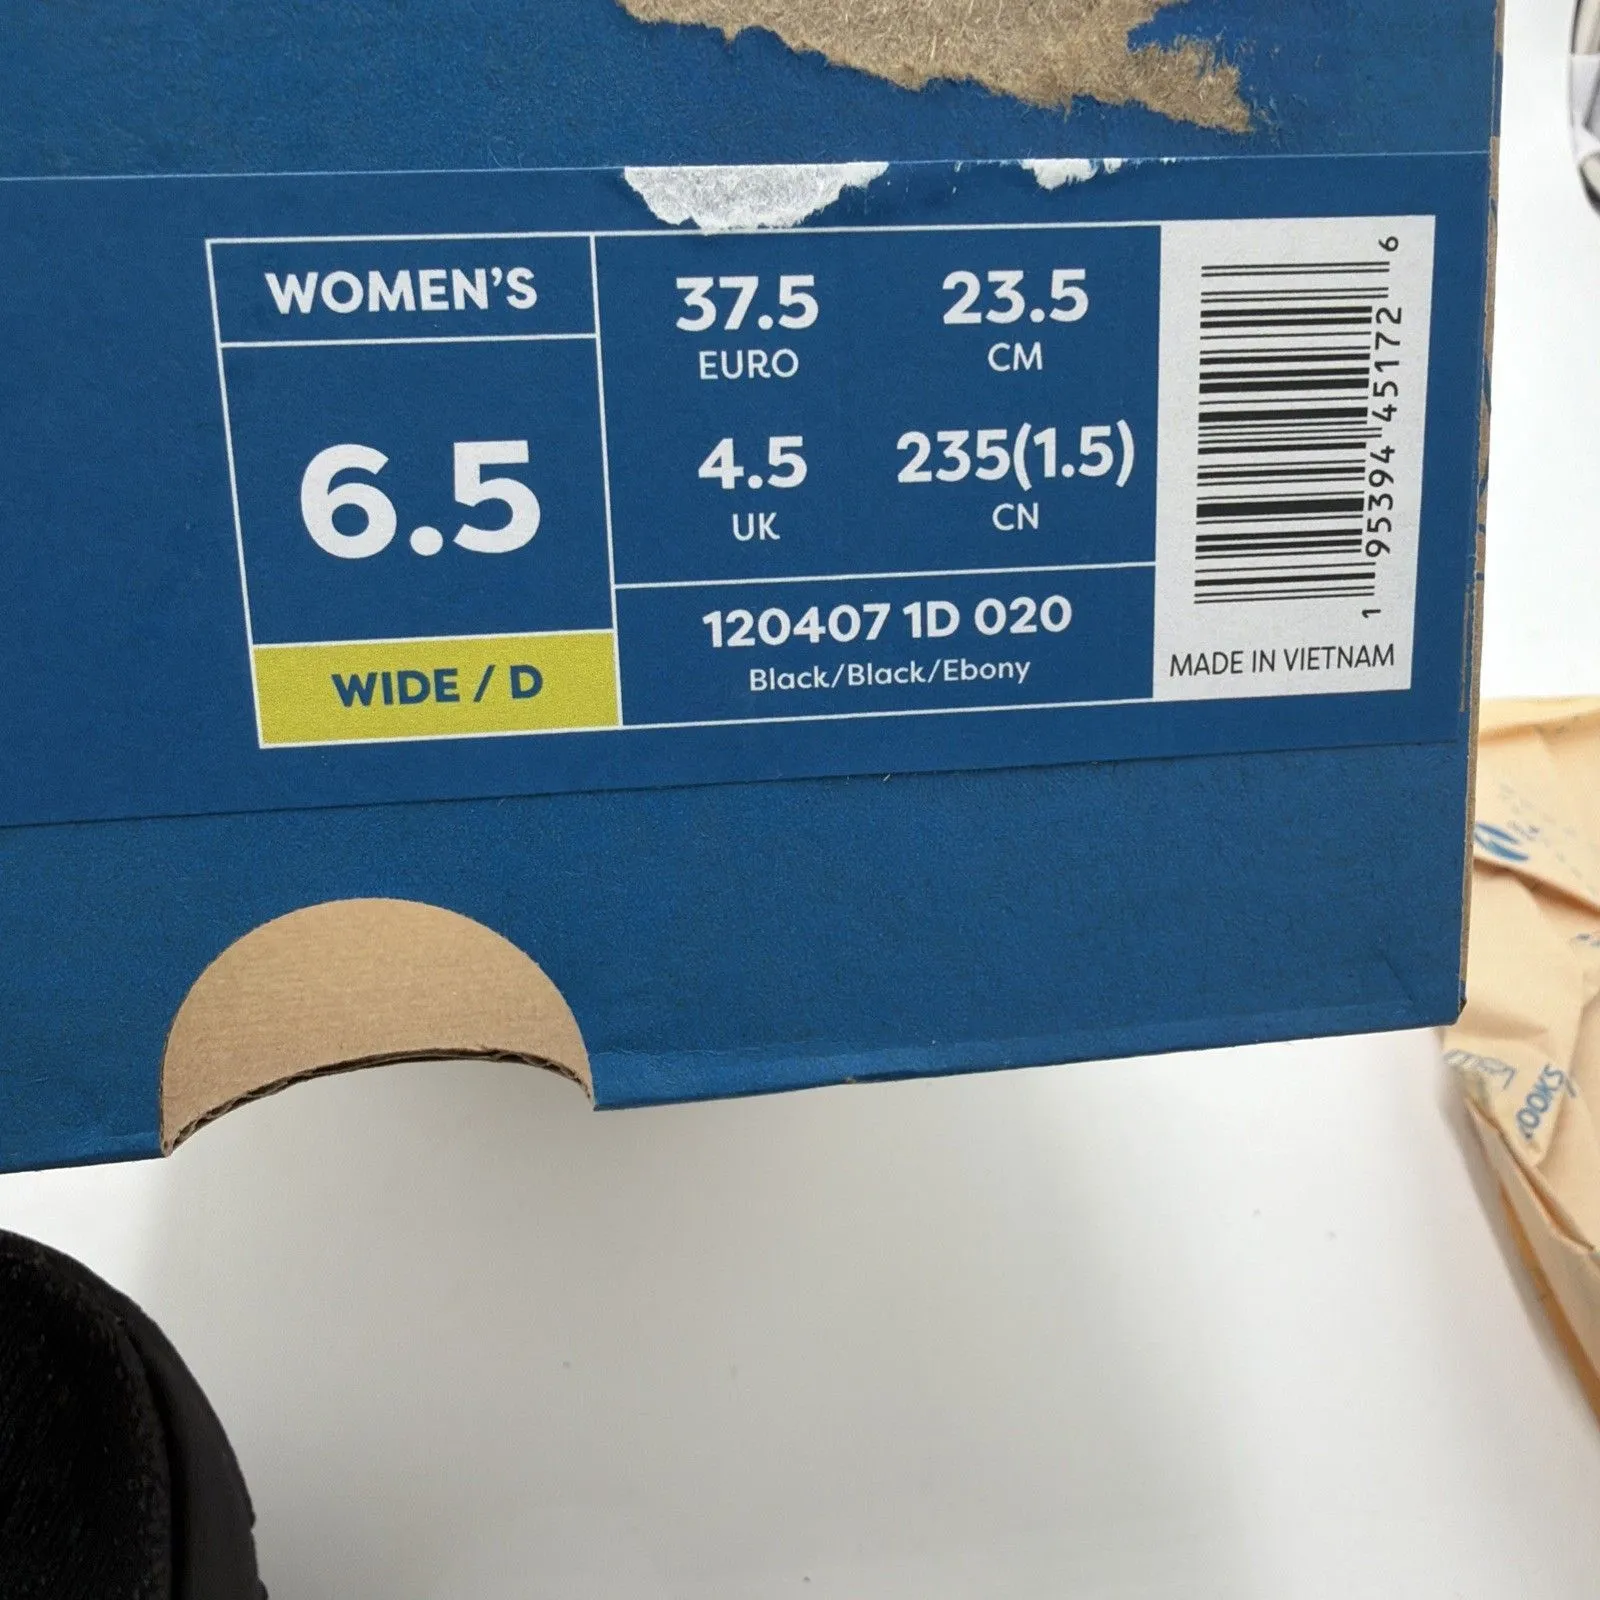 WOMEN'S
6.5
WIDE / D
37.5
EURO
23.5
CM
4.5
UK
235(1.5)
CN
120407 1D 020
Black/Black/Ebony
1 95394 45172 6
MADE IN VIETNAM